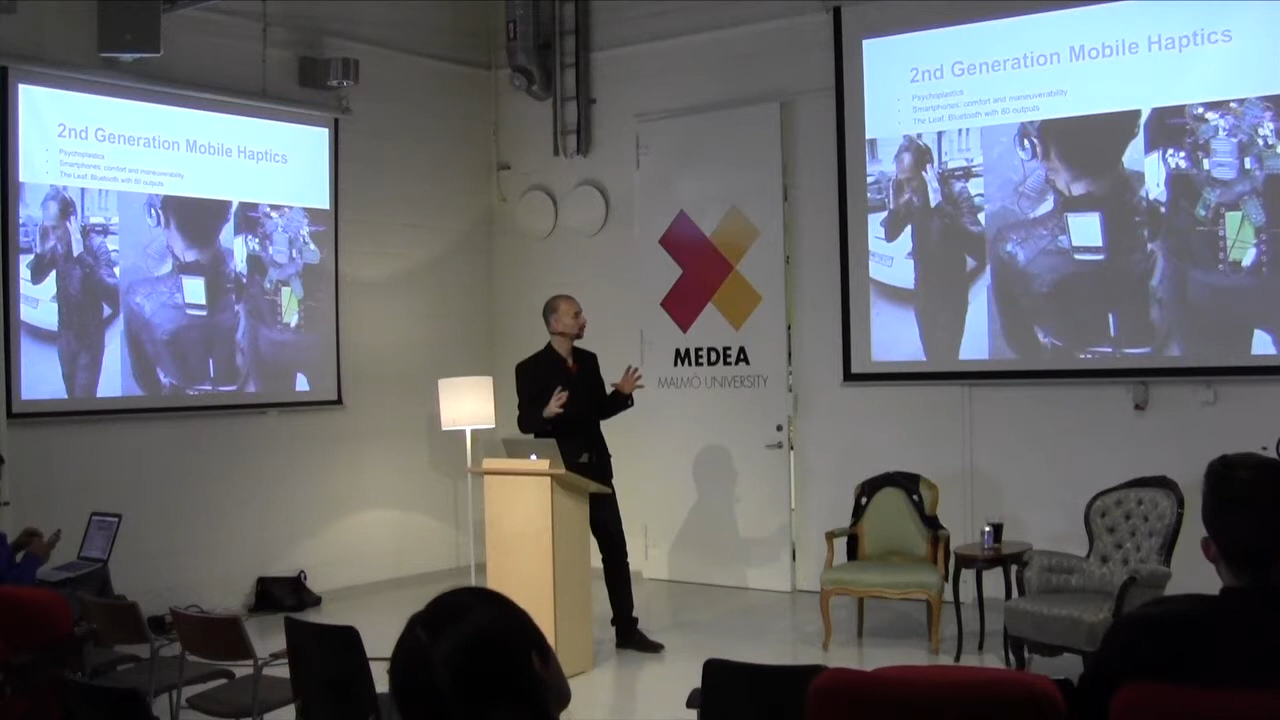 2nd Generation Mobile Haptics
Psychoplastics
Smartphones: comfort and maneuverability
The Leaf: Bluetooth with 60 outputs
MEDEA
MALMÖ UNIVERSITY
2nd Generation Mobile Haptics
Psychoplastics
Smartphones: comfort and maneuverability
The Leaf: Bluetooth with 60 outputs